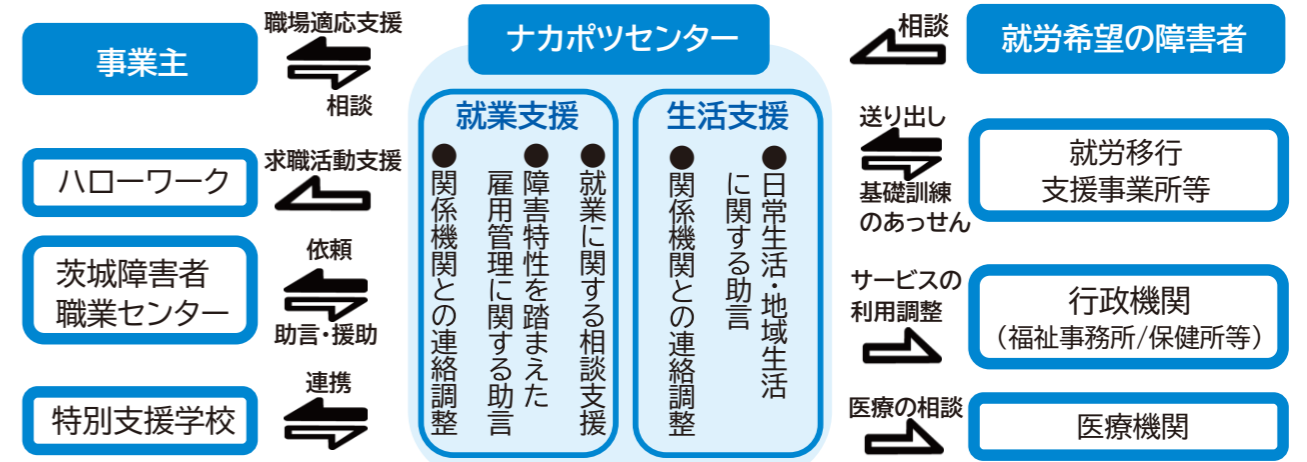 事業主
職場適応支援
相談
ハローワーク
求職活動支援
茨城障害者
職業センター
依頼
助言・援助
特別支援学校
連携
ナカポツセンター
就業支援
●就業に関する相談支援
●障害特性を踏まえた
雇用管理に関する助言
●関係機関との連絡調整
生活支援
●日常生活・地域生活
に関する助言
●関係機関との連絡調整
相談
就労希望の障害者
送り出し
基礎訓練
のあっせん
就労移行
支援事業所等
サービスの
利用調整
行政機関
（福祉事務所/保健所等）
医療の相談
医療機関